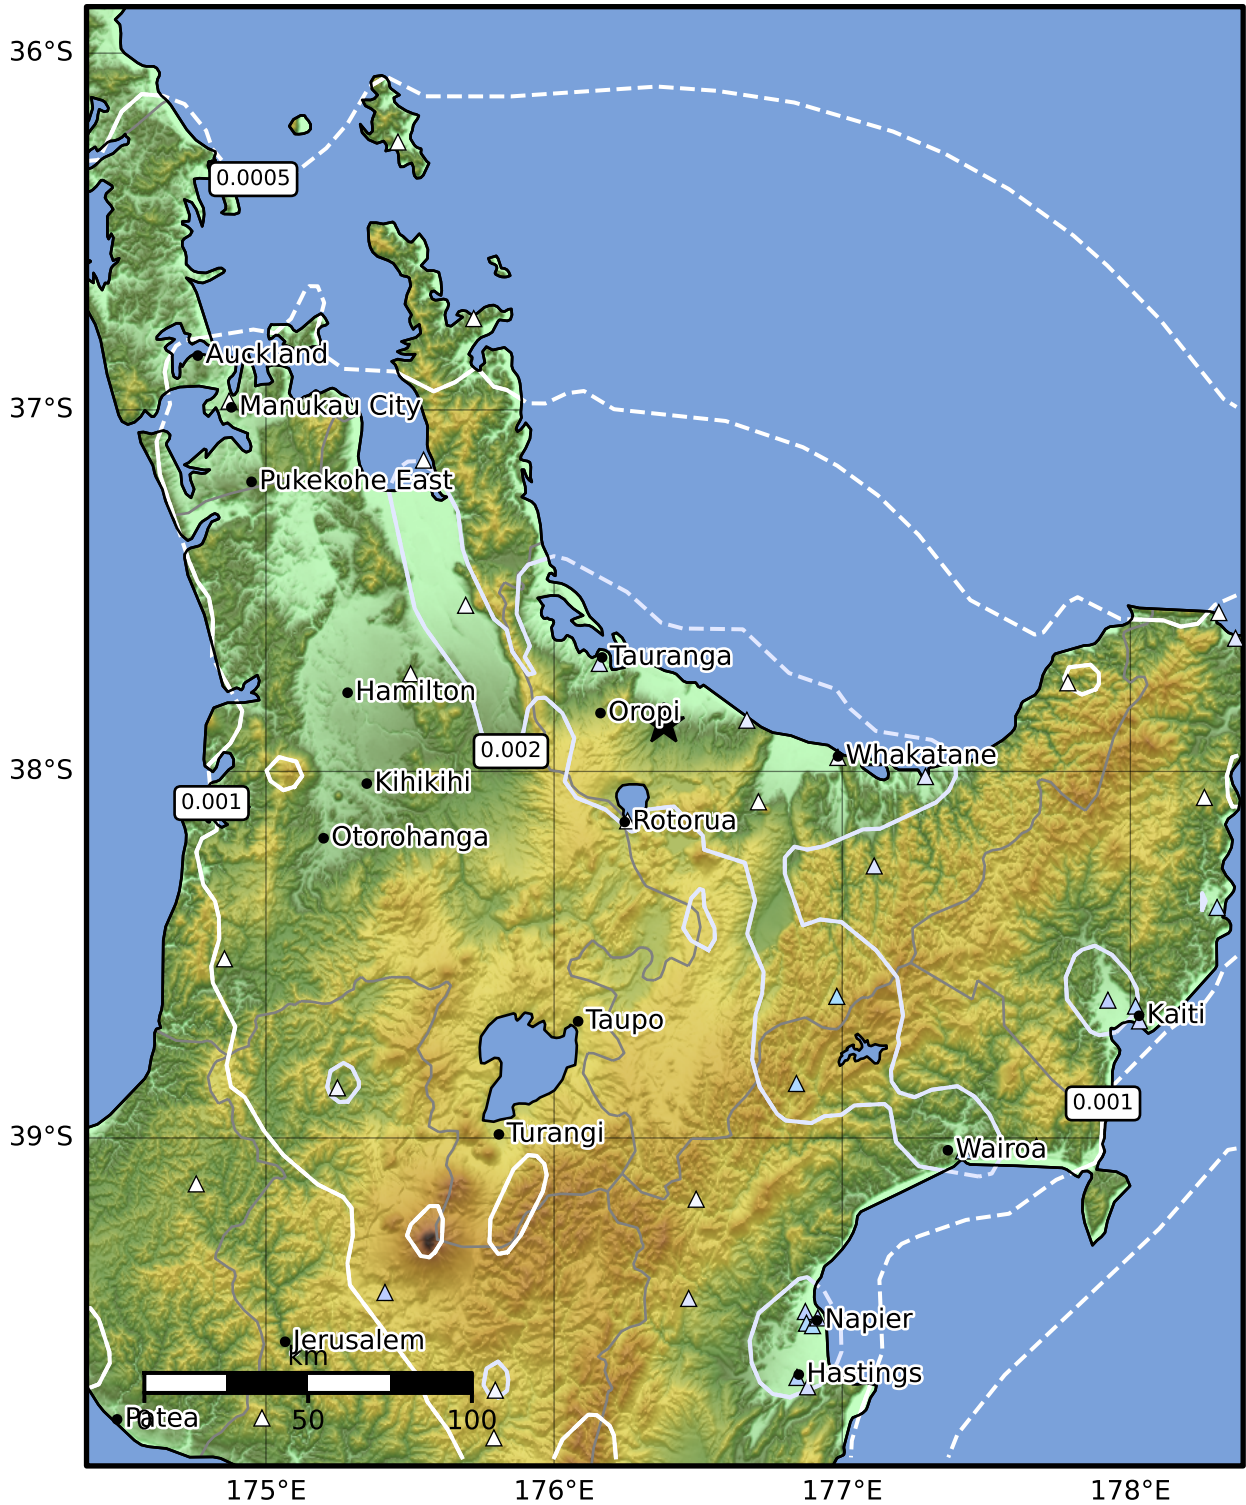 36°S
0.0005
Auckland
37°S
Manukau City
Pukekohe East
Tauranga
Hamilton
Oropi
0.002
Whakatane
38°S
Kihikihi
0.001
Rotorua
Otorohanga
Kaiti
Taupo
0.001
39°S
Turangi
Wairoa
Napier
Jerusalem
km
Hastings
Patea
0 50 100
175°E 176°E 177°E 178°E